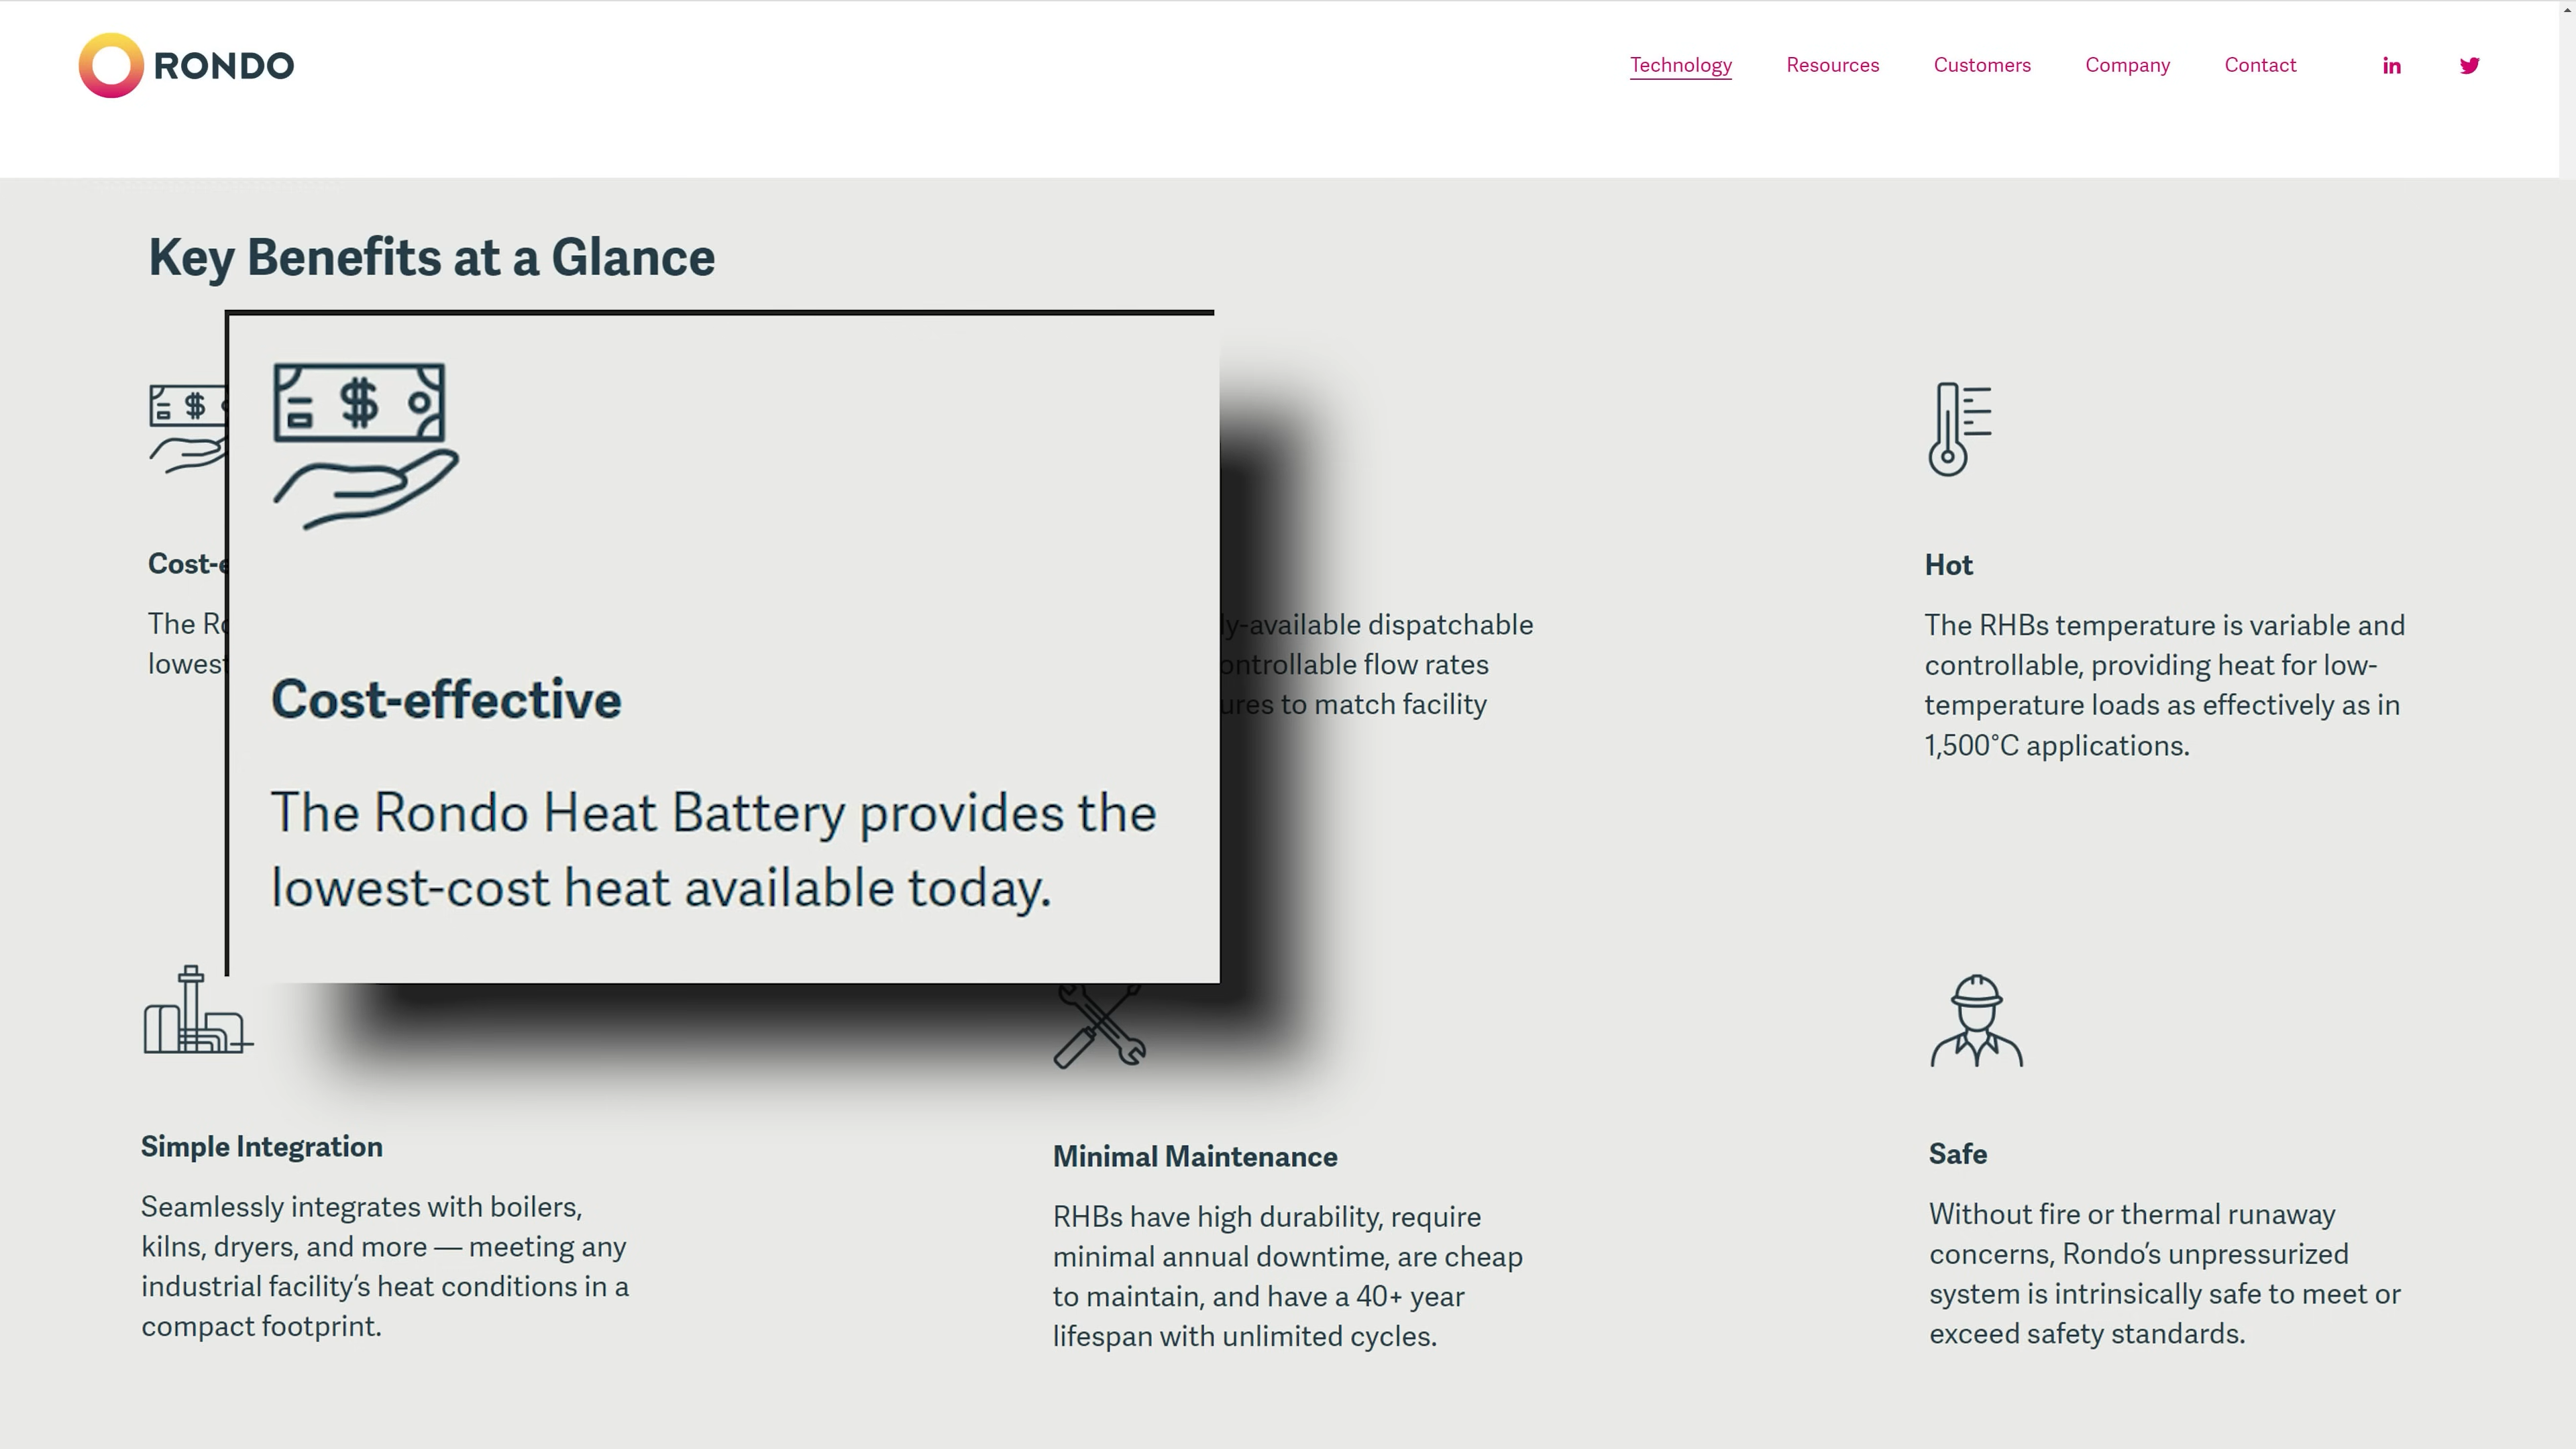 RONDO
Technology Resources Customers Company Contact
Key Benefits at a Glance
$
$
Cost-effective
The Rondo Heat Battery provides the
lowest-cost heat available today.
The
lowest
available dispatchable
flow rates
to match facility
Hot
The RHBs temperature is variable and
controllable, providing heat for low-
temperature loads as effectively as in
1,500°C applications.
Simple Integration
Seamlessly integrates with boilers,
kilns, dryers, and more — meeting any
industrial facility's heat conditions in a
compact footprint.
Minimal Maintenance
RHBs have high durability, require
minimal annual downtime, are cheap
to maintain, and have a 40+ year
lifespan with unlimited cycles.
Safe
Without fire or thermal runaway
concerns, Rondo's unpressurized
system is intrinsically safe to meet or
exceed safety standards.